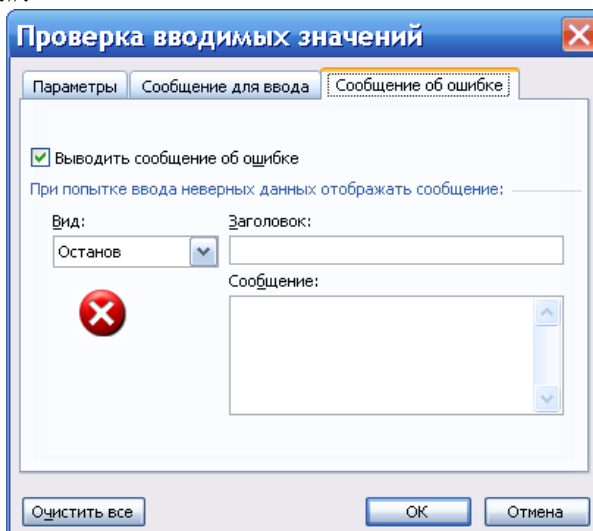 Проверка вводимых значений
Параметры Сообщение для ввода Сообщение об ошибке
Выводить сообщение об ошибке
При попытке ввода неверных данных отображать сообщение:
Вид: Заголовок:
Останов
Сообщение:
Очистить все ОК Отмена